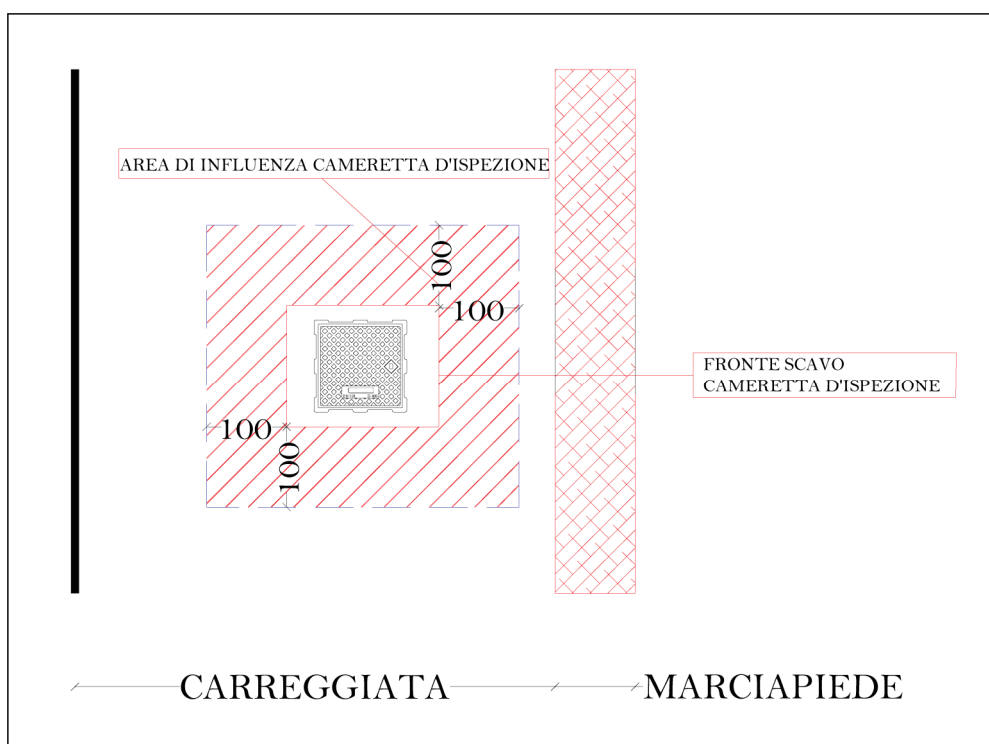 AREA DI INFLUENZA CAMERETTA D'ISPEZIONE
100
100
FRONTE SCAVO
CAMERETTA D'ISPEZIONE
100
100
CARREGGIATA
MARCIAPIEDE